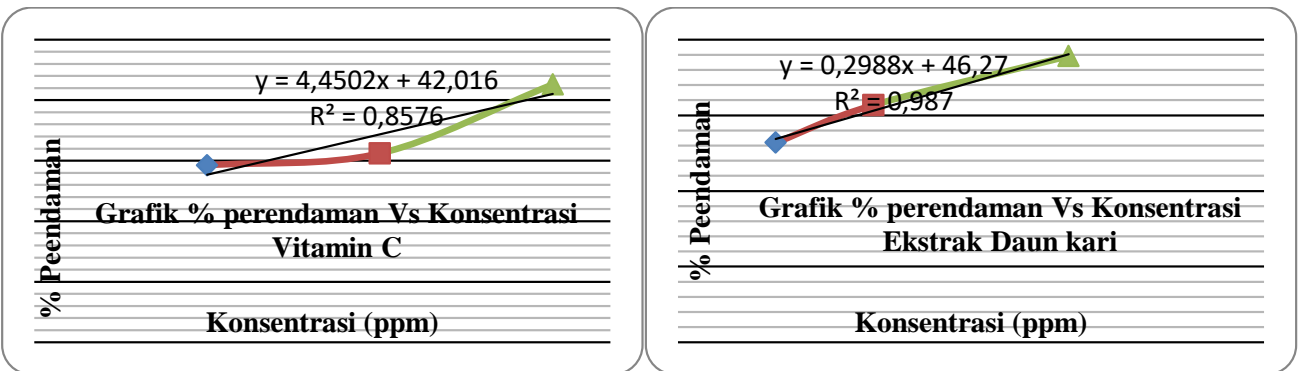 y = 4,4502x + 42,016
R² = 0,8576
% Peendaman
Grafik % perendaman Vs Konsentrasi
Vitamin C
Konsentrasi (ppm)
y = 0,2988x + 46,27
R² = 0,987
% Peendaman
Grafik % perendaman Vs Konsentrasi
Ekstrak Daun kari
Konsentrasi (ppm)